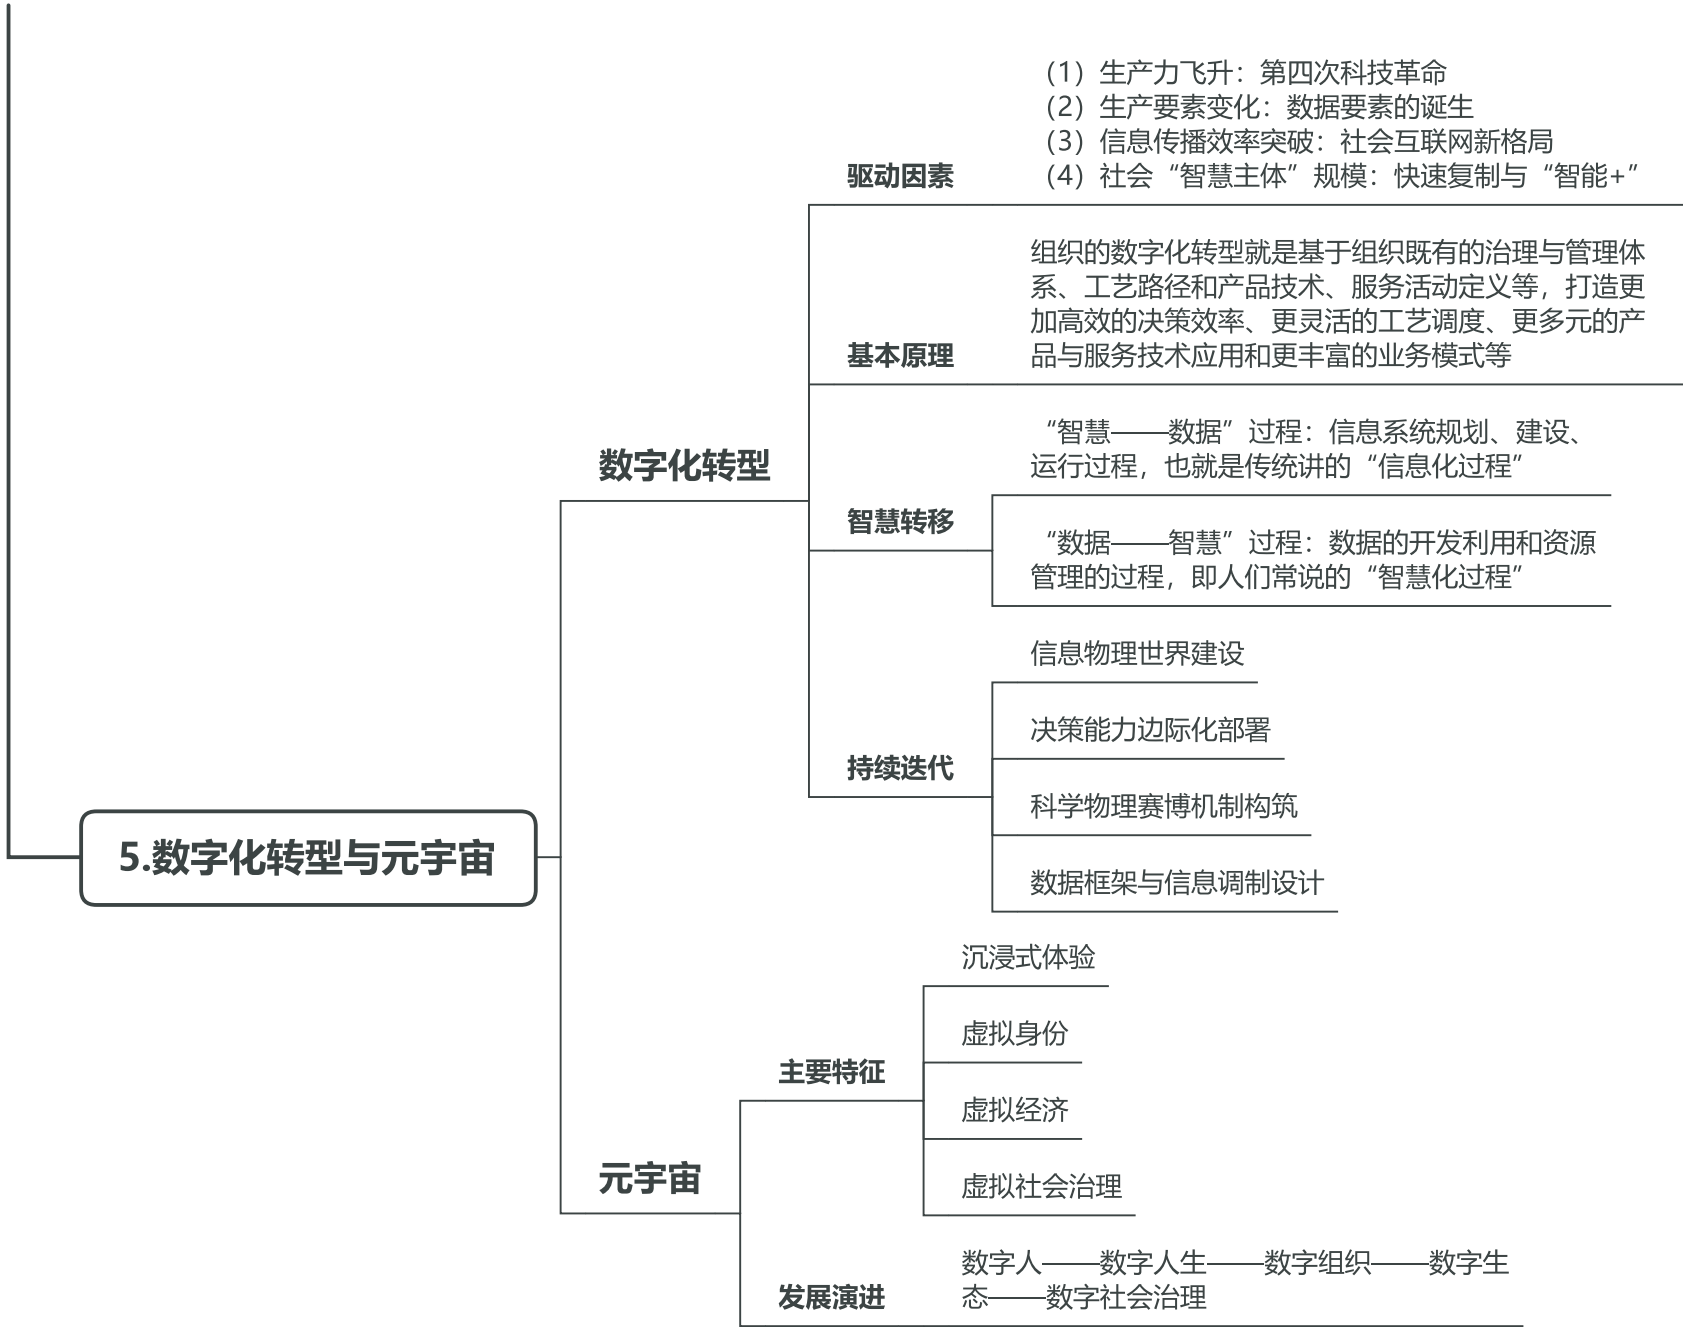 （1）生产力飞升：第四次科技革命
（2）生产要素变化：数据要素的诞生
（3）信息传播效率突破：社会互联网新格局
驱动因素
（4）社会“智慧主体”规模：快速复制与“智能+”
组织的数字化转型就是基于组织既有的治理与管理体
系、工艺路径和产品技术、服务活动定义等，打造更
加高效的决策效率、更灵活的工艺调度、更多元的产
基本原理
品与服务技术应用和更丰富的业务模式等
数字化转型
“智慧——数据”过程：信息系统规划、建设、
运行过程，也就是传统讲的“信息化过程”
智慧转移
“数据——智慧”过程：数据的开发利用和资源
管理的过程，即人们常说的“智慧化过程”
信息物理世界建设
决策能力边际化部署
持续迭代
科学物理赛博机制构筑
数据框架与信息调制设计
5.数字化转型与元宇宙
沉浸式体验
虚拟身份
主要特征
虚拟经济
虚拟社会治理
元宇宙
数字人——数字人生——数字组织——数字生
发展演进
态——数字社会治理